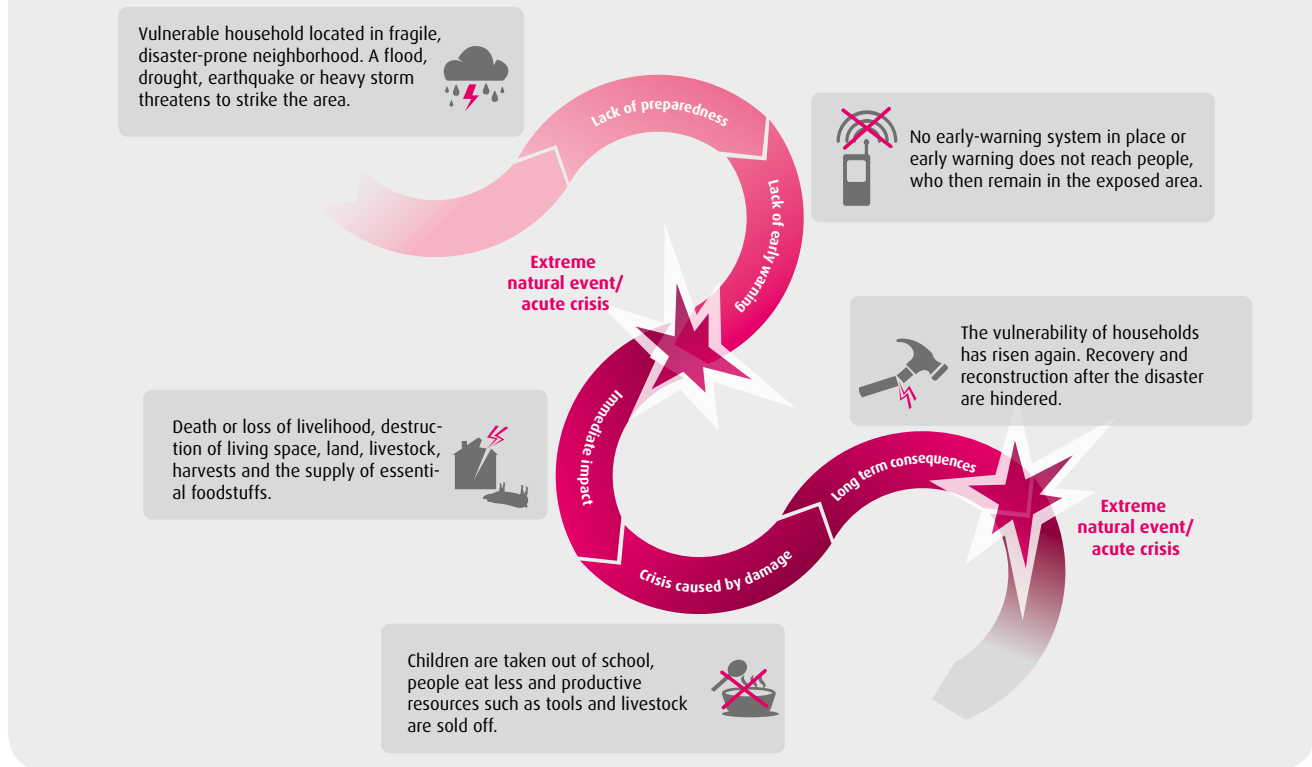 Vulnerable household located in fragile,
disaster-prone neighborhood. A flood,
drought, earthquake or heavy storm
threatens to strike the area.
Lack of preparedness
No early-warning system in place or
early warning does not reach people,
who then remain in the exposed area.
Lack of early warning
Extreme
natural event/
acute crisis
The vulnerability of households
has risen again. Recovery and
reconstruction after the disaster
are hindered.
Immediate impact
Death or loss of livelihood, destruc-
tion of living space, land, livestock,
harvests and the supply of essenti-
al foodstuffs.
Long term consequences
Extreme
natural event/
acute crisis
Crisis caused by damage
Children are taken out of school,
people eat less and productive
resources such as tools and livestock
are sold off.